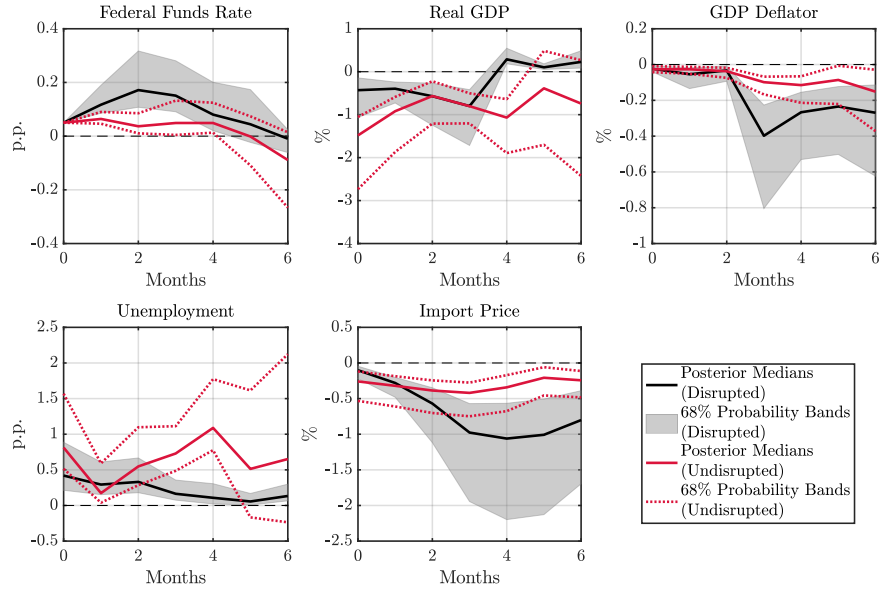 Federal Funds Rate
p.p.
0.4
0.2
0
0.2
0.4
0
2
4
6
Months
Real GDP
%
1
0
-1
-2
-3
-4
0
2
4
6
Months
GDP Deflator
%
0.2
0
-0.2
-0.4
-0.6
-0.8
-1
0
2
4
6
Months
Unemployment
p.p.
2.5
2
1.5
1
0.5
0
-0.5
0
2
4
6
Months
Import Price
%
0.5
0
-0.5
-1
-1.5
-2
-2.5
0
2
4
6
Months
Posterior Medians
(Disrupted)
68% Probability Bands
(Disrupted)
Posterior Medians
(Undisrupted)
68% Probability Bands
(Undisrupted)